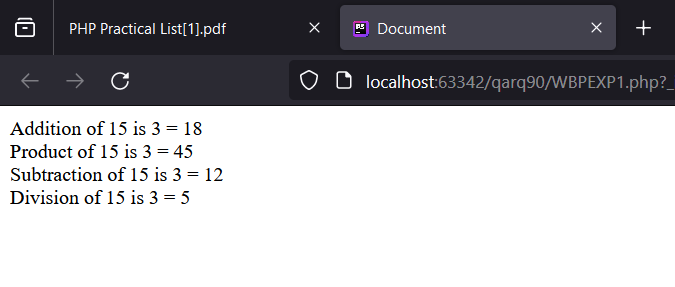 PHP Practical List[1].pdf
Document
localhost:63342/qarq90/WBPEXP1.php?_
Addition of 15 is 3 = 18
Product of 15 is 3 = 45
Subtraction of 15 is 3 = 12
Division of 15 is 3 = 5